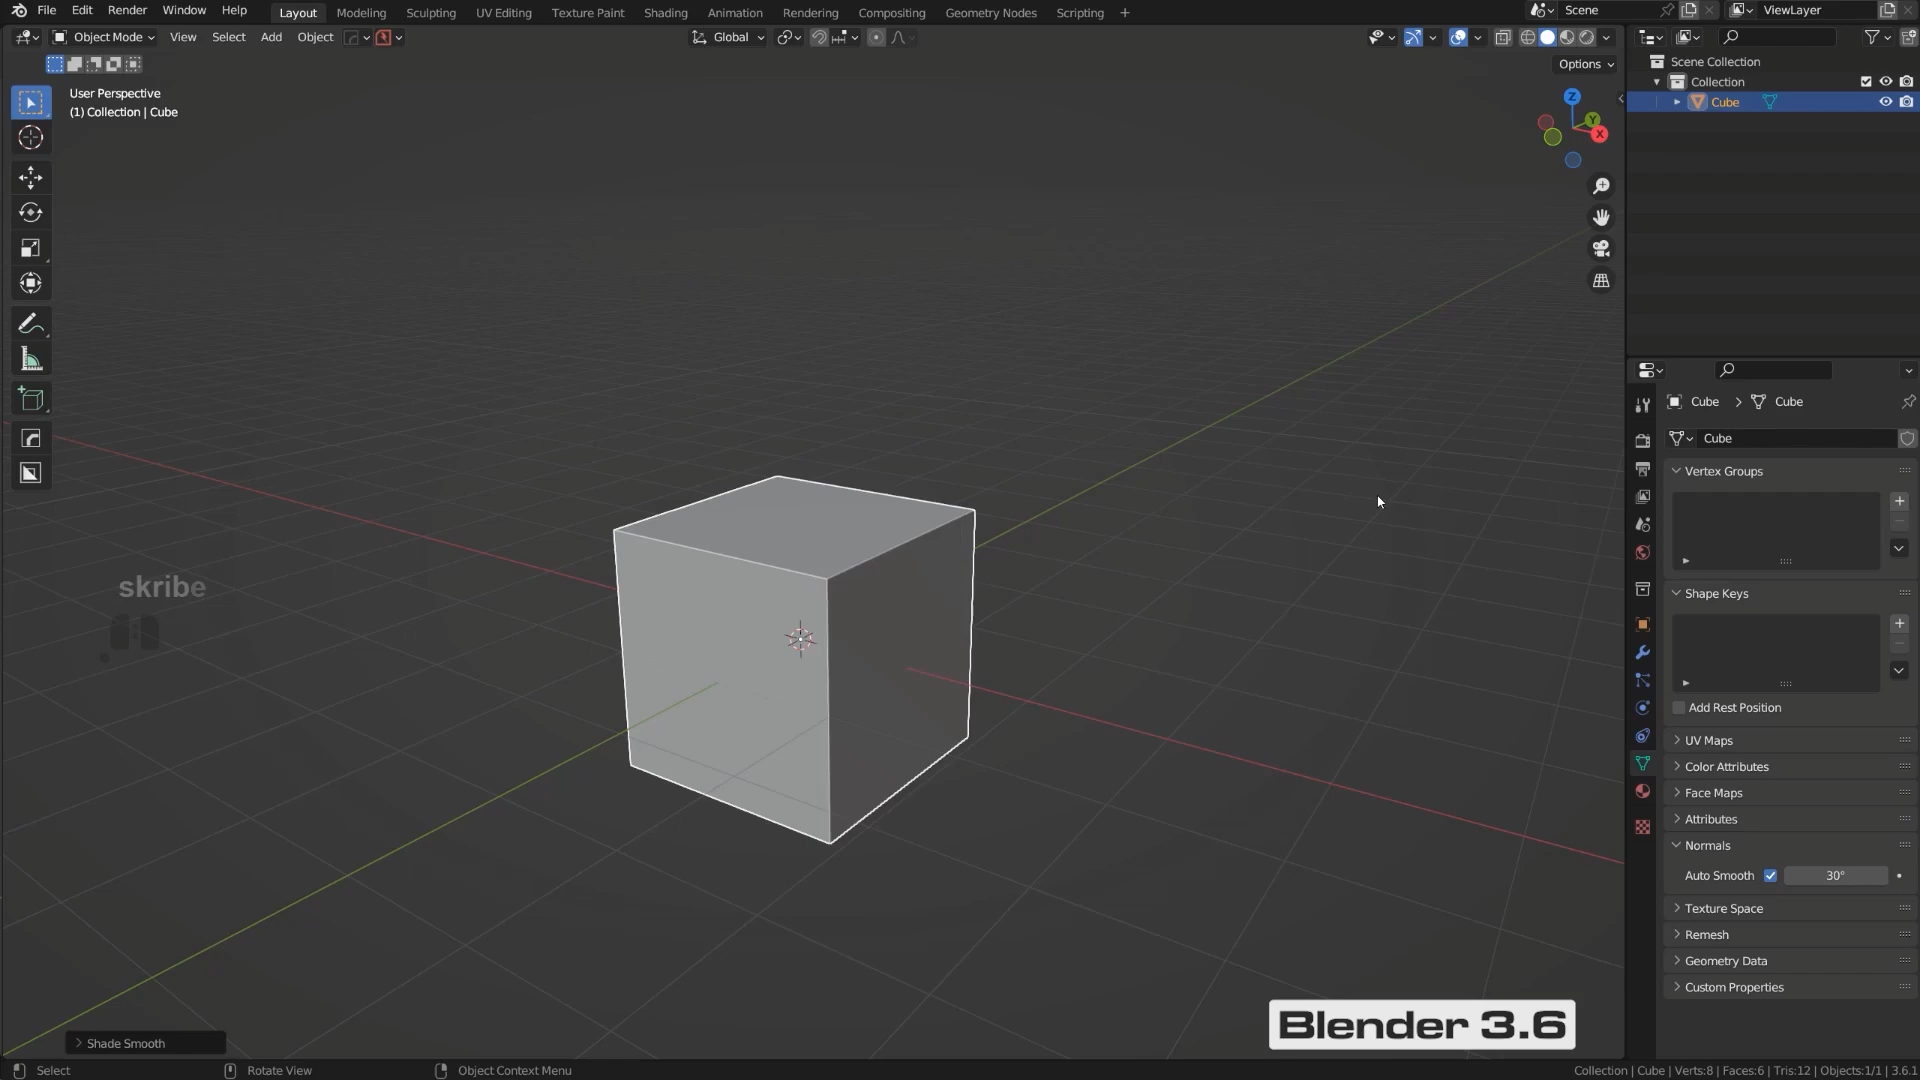 File Edit Render Window Help Layout Modeling Sculpting UV Editing Texture Paint Shading Animation Rendering Compositing Geometry Nodes Scripting + Scene ViewLayer
Object Mode View Select Add Object Global
Options
User Perspective
(1) Collection | Cube
Z
Y
X
Scene Collection
Collection
Cube
Cube > Cube
Cube
Vertex Groups
Shape Keys
Add Rest Position
UV Maps
Color Attributes
Face Maps
Attributes
Normals
Auto Smooth 30°
Texture Space
Remesh
Geometry Data
Custom Properties
skribe
Blender 3.6
Shade Smooth
Select Rotate View Object Context Menu Collection | Cube | Verts:8 | Faces:6 | Tris:12 | Objects:1/1 | 3.6.1